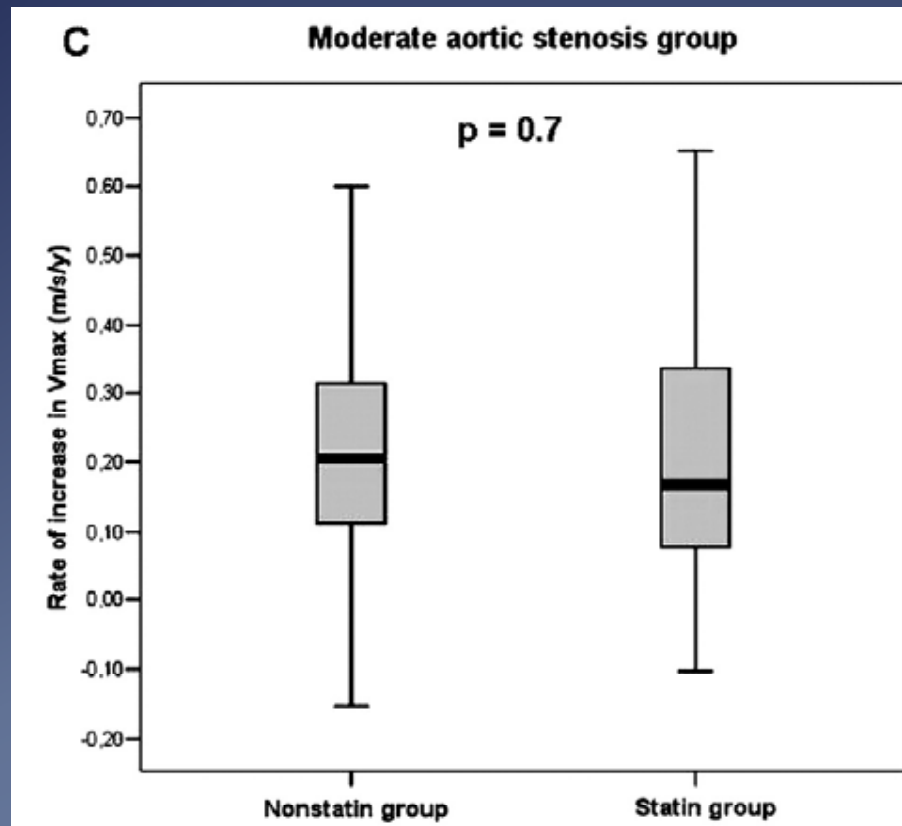 C
Moderate aortic stenosis group
p = 0.7
Rate of increase in Vmax (m/s/y)
0,70
0,60
0,50
0,40
0,30
0,20
0,10
0,00
-0,10
-0,20
Nonstatin group
Statin group